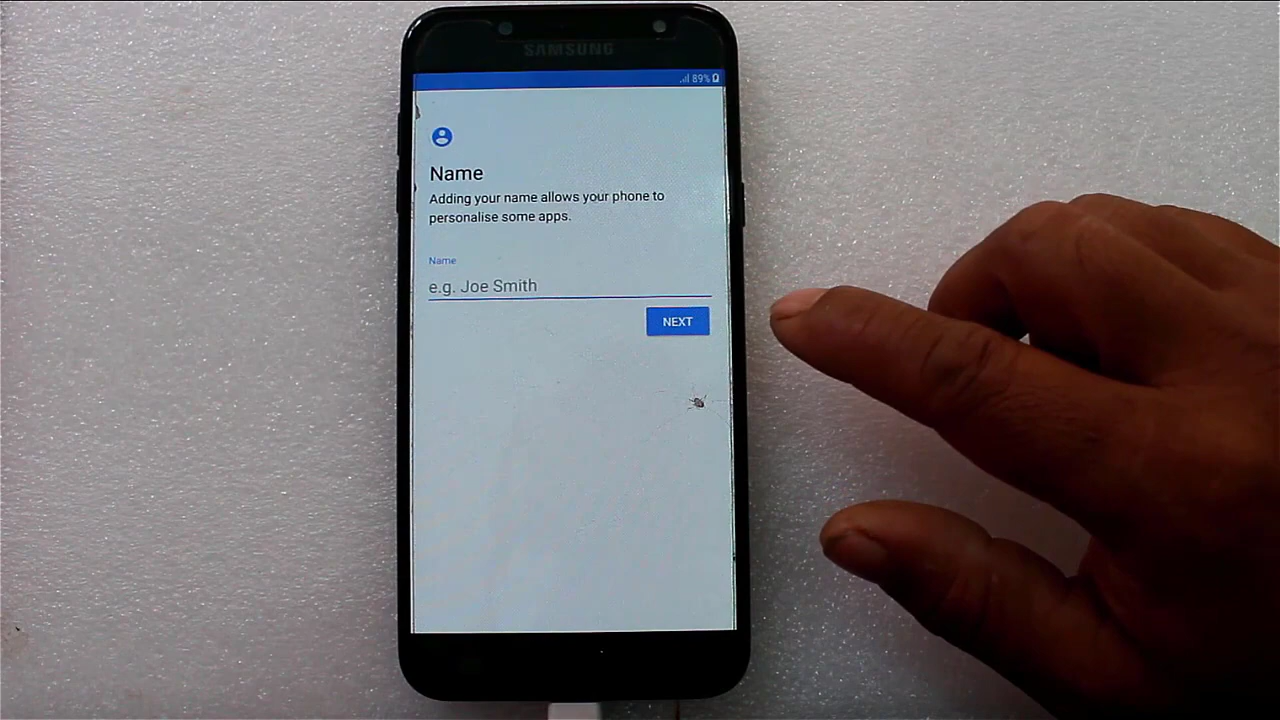 SAMSUNG
89%
Name
Adding your name allows your phone to
personalise some apps.
Name
e.g. Joe Smith
NEXT